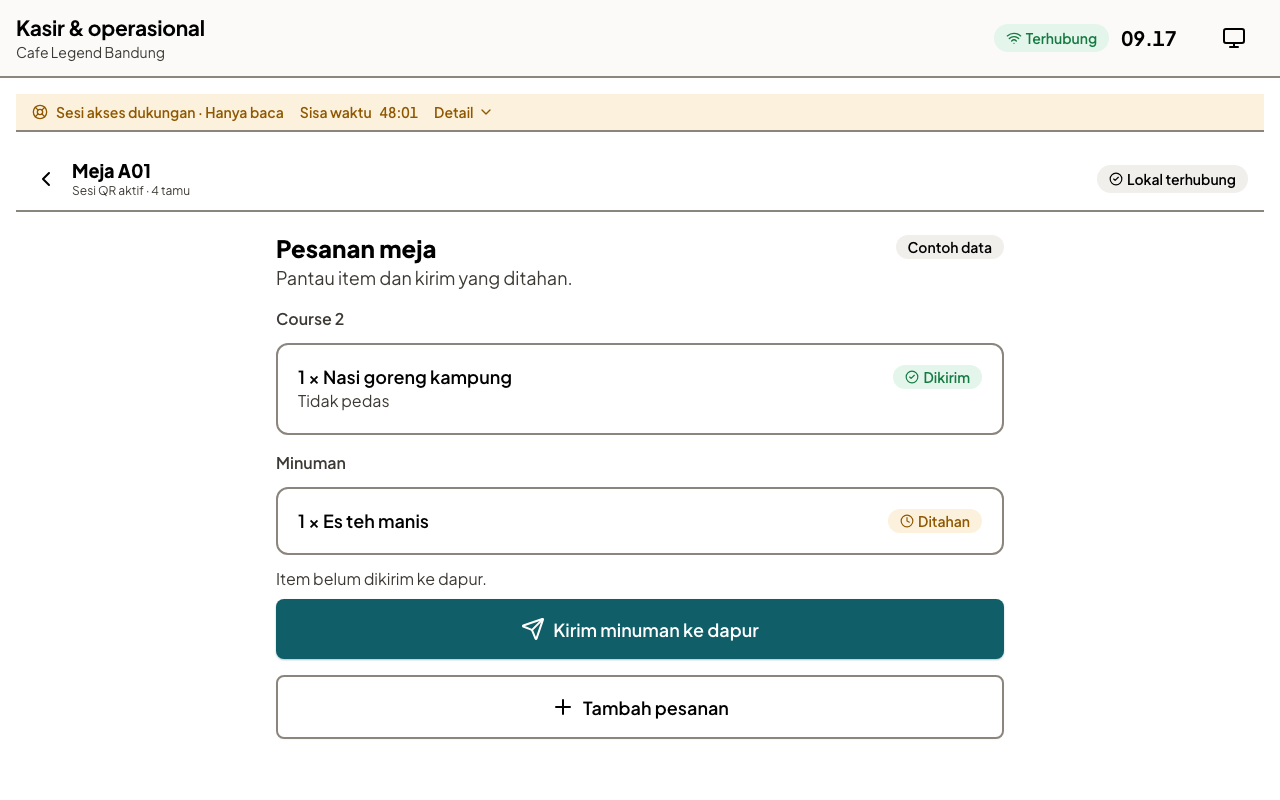 Kasir & operasional
Cafe Legend Bandung
Terhubung
09.17
Sesi akses dukungan · Hanya baca
Sisa waktu 48:01
Detail
Meja A01
Sesi QR aktif · 4 tamu
Lokal terhubung
Pesanan meja
Contoh data
Pantau item dan kirim yang ditahan.
Course 2
1 × Nasi goreng kampung
Dikirim
Tidak pedas
Minuman
1 × Es teh manis
Ditahan
Item belum dikirim ke dapur.
Kirim minuman ke dapur
Tambah pesanan